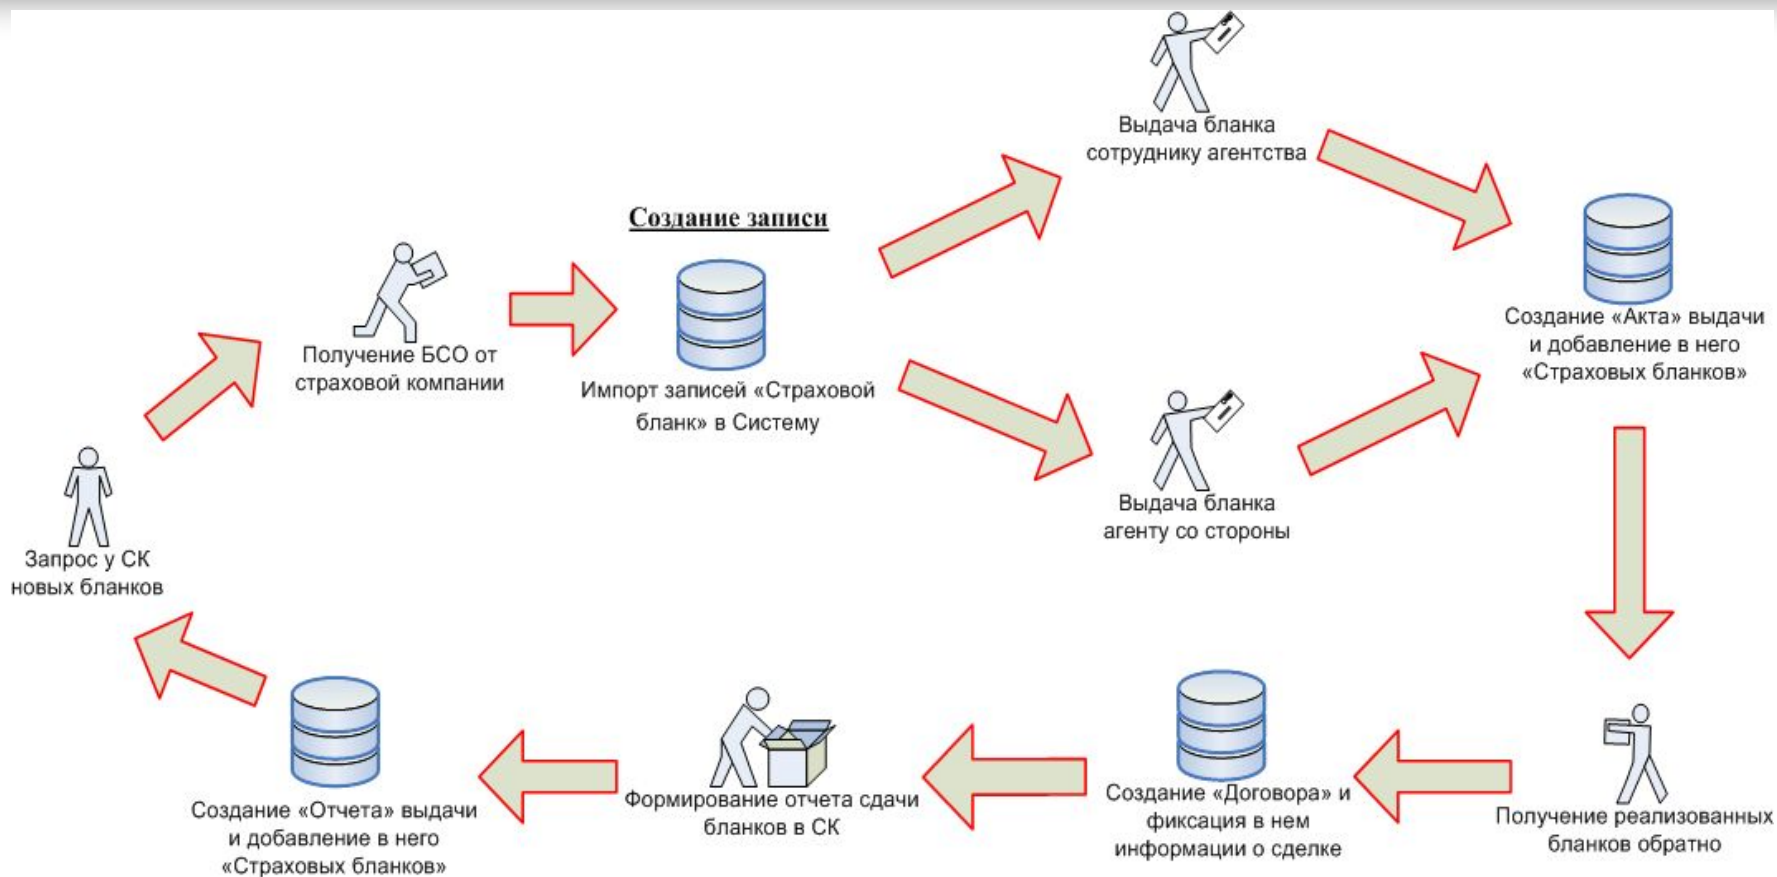 Выдача бланка
сотруднику агентства
Создание записи
Получение БСО от
страховой компании
Импорт записей «Страховой
бланк» в Систему
Создание «Акта» выдачи
и добавление в него
«Страховых бланков»
Выдача бланка
агенту со стороны
Запрос у СК
новых бланков
Создание «Отчета» выдачи
и добавление в него
«Страховых бланков»
Формирование отчета сдачи
бланков в СК
Создание «Договора» и
фиксация в нем
информации о сделке
Получение реализованных
бланков обратно